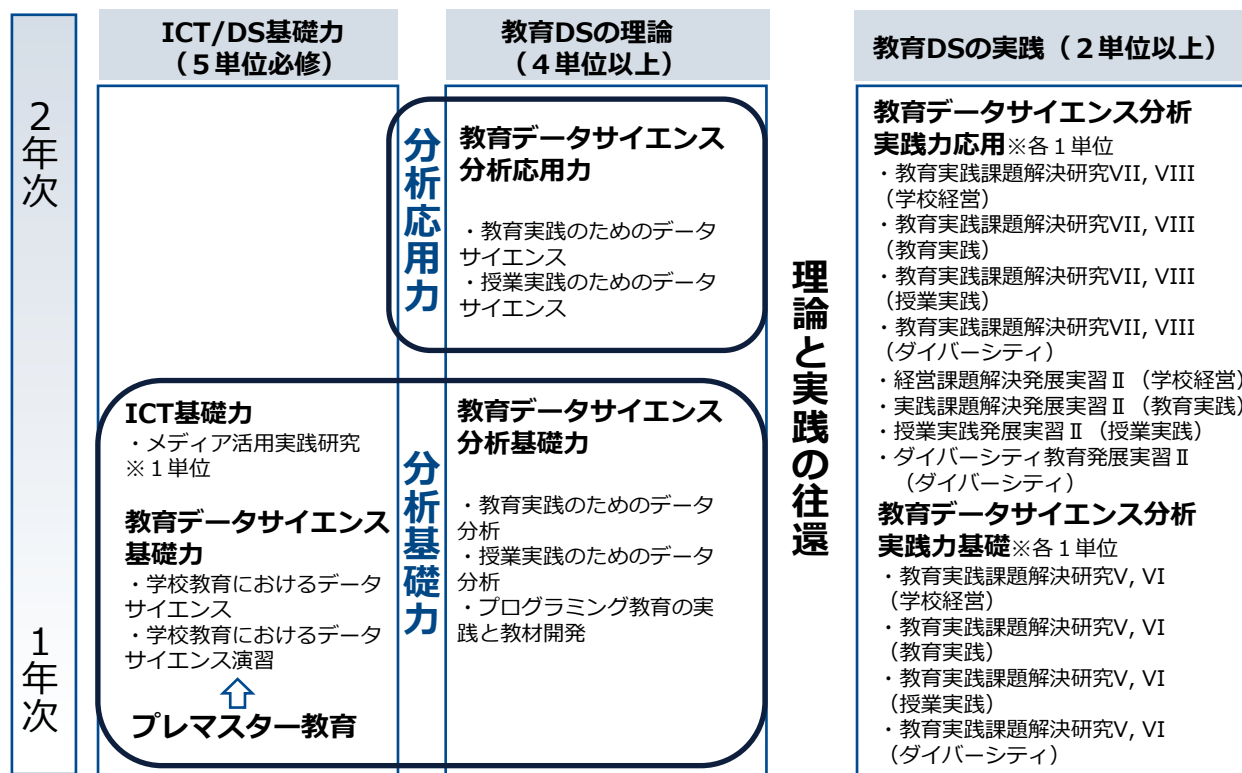 ICT/DS基礎力
（５単位必修）
教育DSの理論
（４単位以上）
教育DSの実践（２単位以上）
２年次
１年次
分析応用力
教育データサイエンス
分析応用力
・教育実践のためのデータ
サイエンス
・授業実践のためのデータ
サイエンス
ICT基礎力
・メディア活用実践研究
※１単位
教育データサイエンス
基礎力
・学校教育におけるデータ
サイエンス
・学校教育におけるデータ
サイエンス演習
プレマスター教育
分析基礎力
教育データサイエンス
分析基礎力
・教育実践のためのデータ
分析
・授業実践のためのデータ
分析
・プログラミング教育の実
践と教材開発
理論と実践の往還
教育データサイエンス分析
実践力応用※各１単位
・教育実践課題解決研究VII, VIII
（学校経営）
・教育実践課題解決研究VII, VIII
（教育実践）
・教育実践課題解決研究VII, VIII
（授業実践）
・教育実践課題解決研究VII, VIII
（ダイバーシティ）
・経営課題解決発展実習Ⅱ（学校経営）
・実践課題解決発展実習Ⅱ（教育実践）
・授業実践発展実習Ⅱ（授業実践）
・ダイバーシティ教育発展実習Ⅱ
（ダイバーシティ）
教育データサイエンス分析
実践力基礎※各１単位
・教育実践課題解決研究V, VI
（学校経営）
・教育実践課題解決研究V, VI
（教育実践）
・教育実践課題解決研究V, VI
（授業実践）
・教育実践課題解決研究V, VI
（ダイバーシティ）